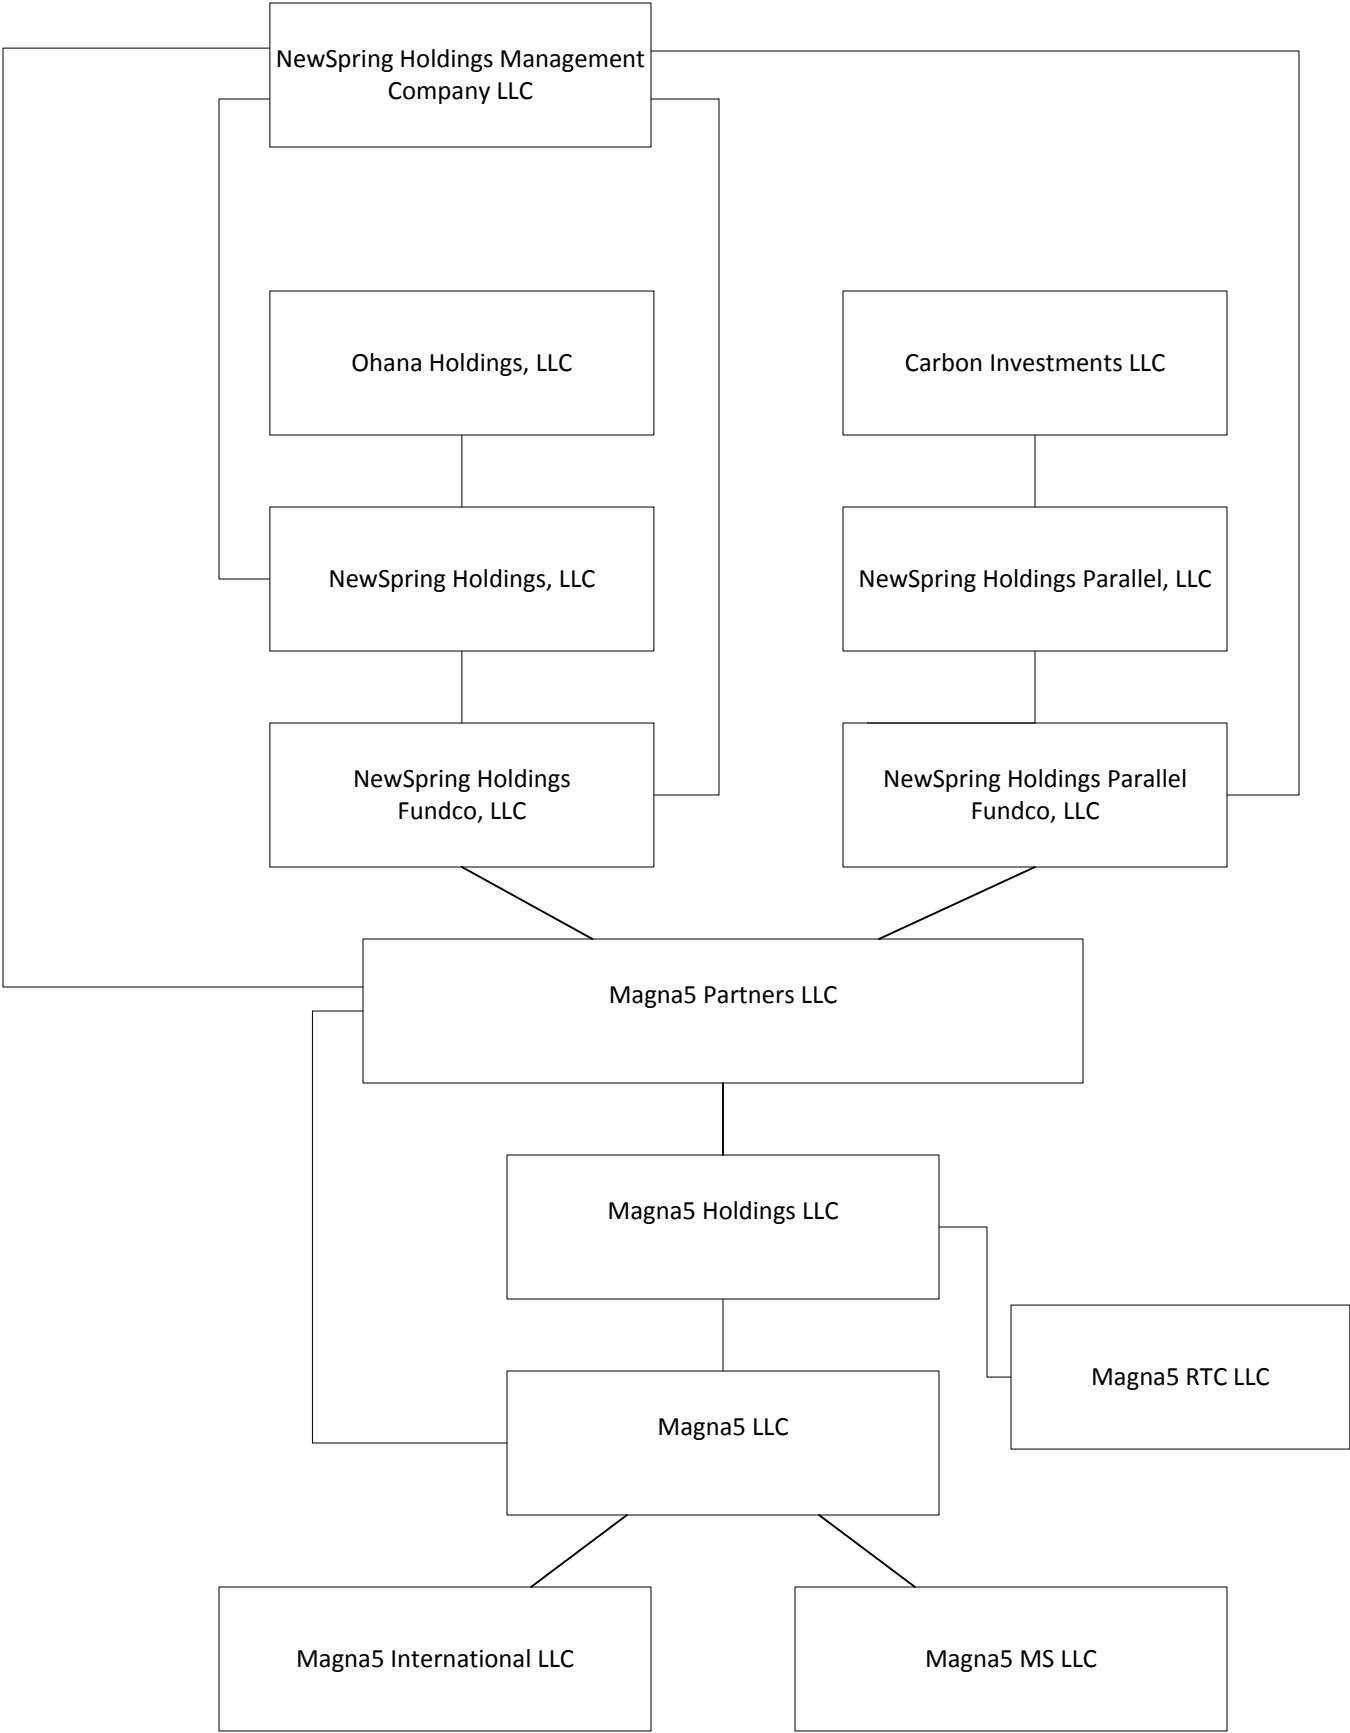 NewSpring Holdings Management
Company LLC
Ohana Holdings, LLC
Carbon Investments LLC
NewSpring Holdings, LLC
NewSpring Holdings Parallel, LLC
NewSpring Holdings
Fundco, LLC
NewSpring Holdings Parallel
Fundco, LLC
Magna5 Partners LLC
Magna5 Holdings LLC
Magna5 RTC LLC
Magna5 LLC
Magna5 International LLC
Magna5 MS LLC